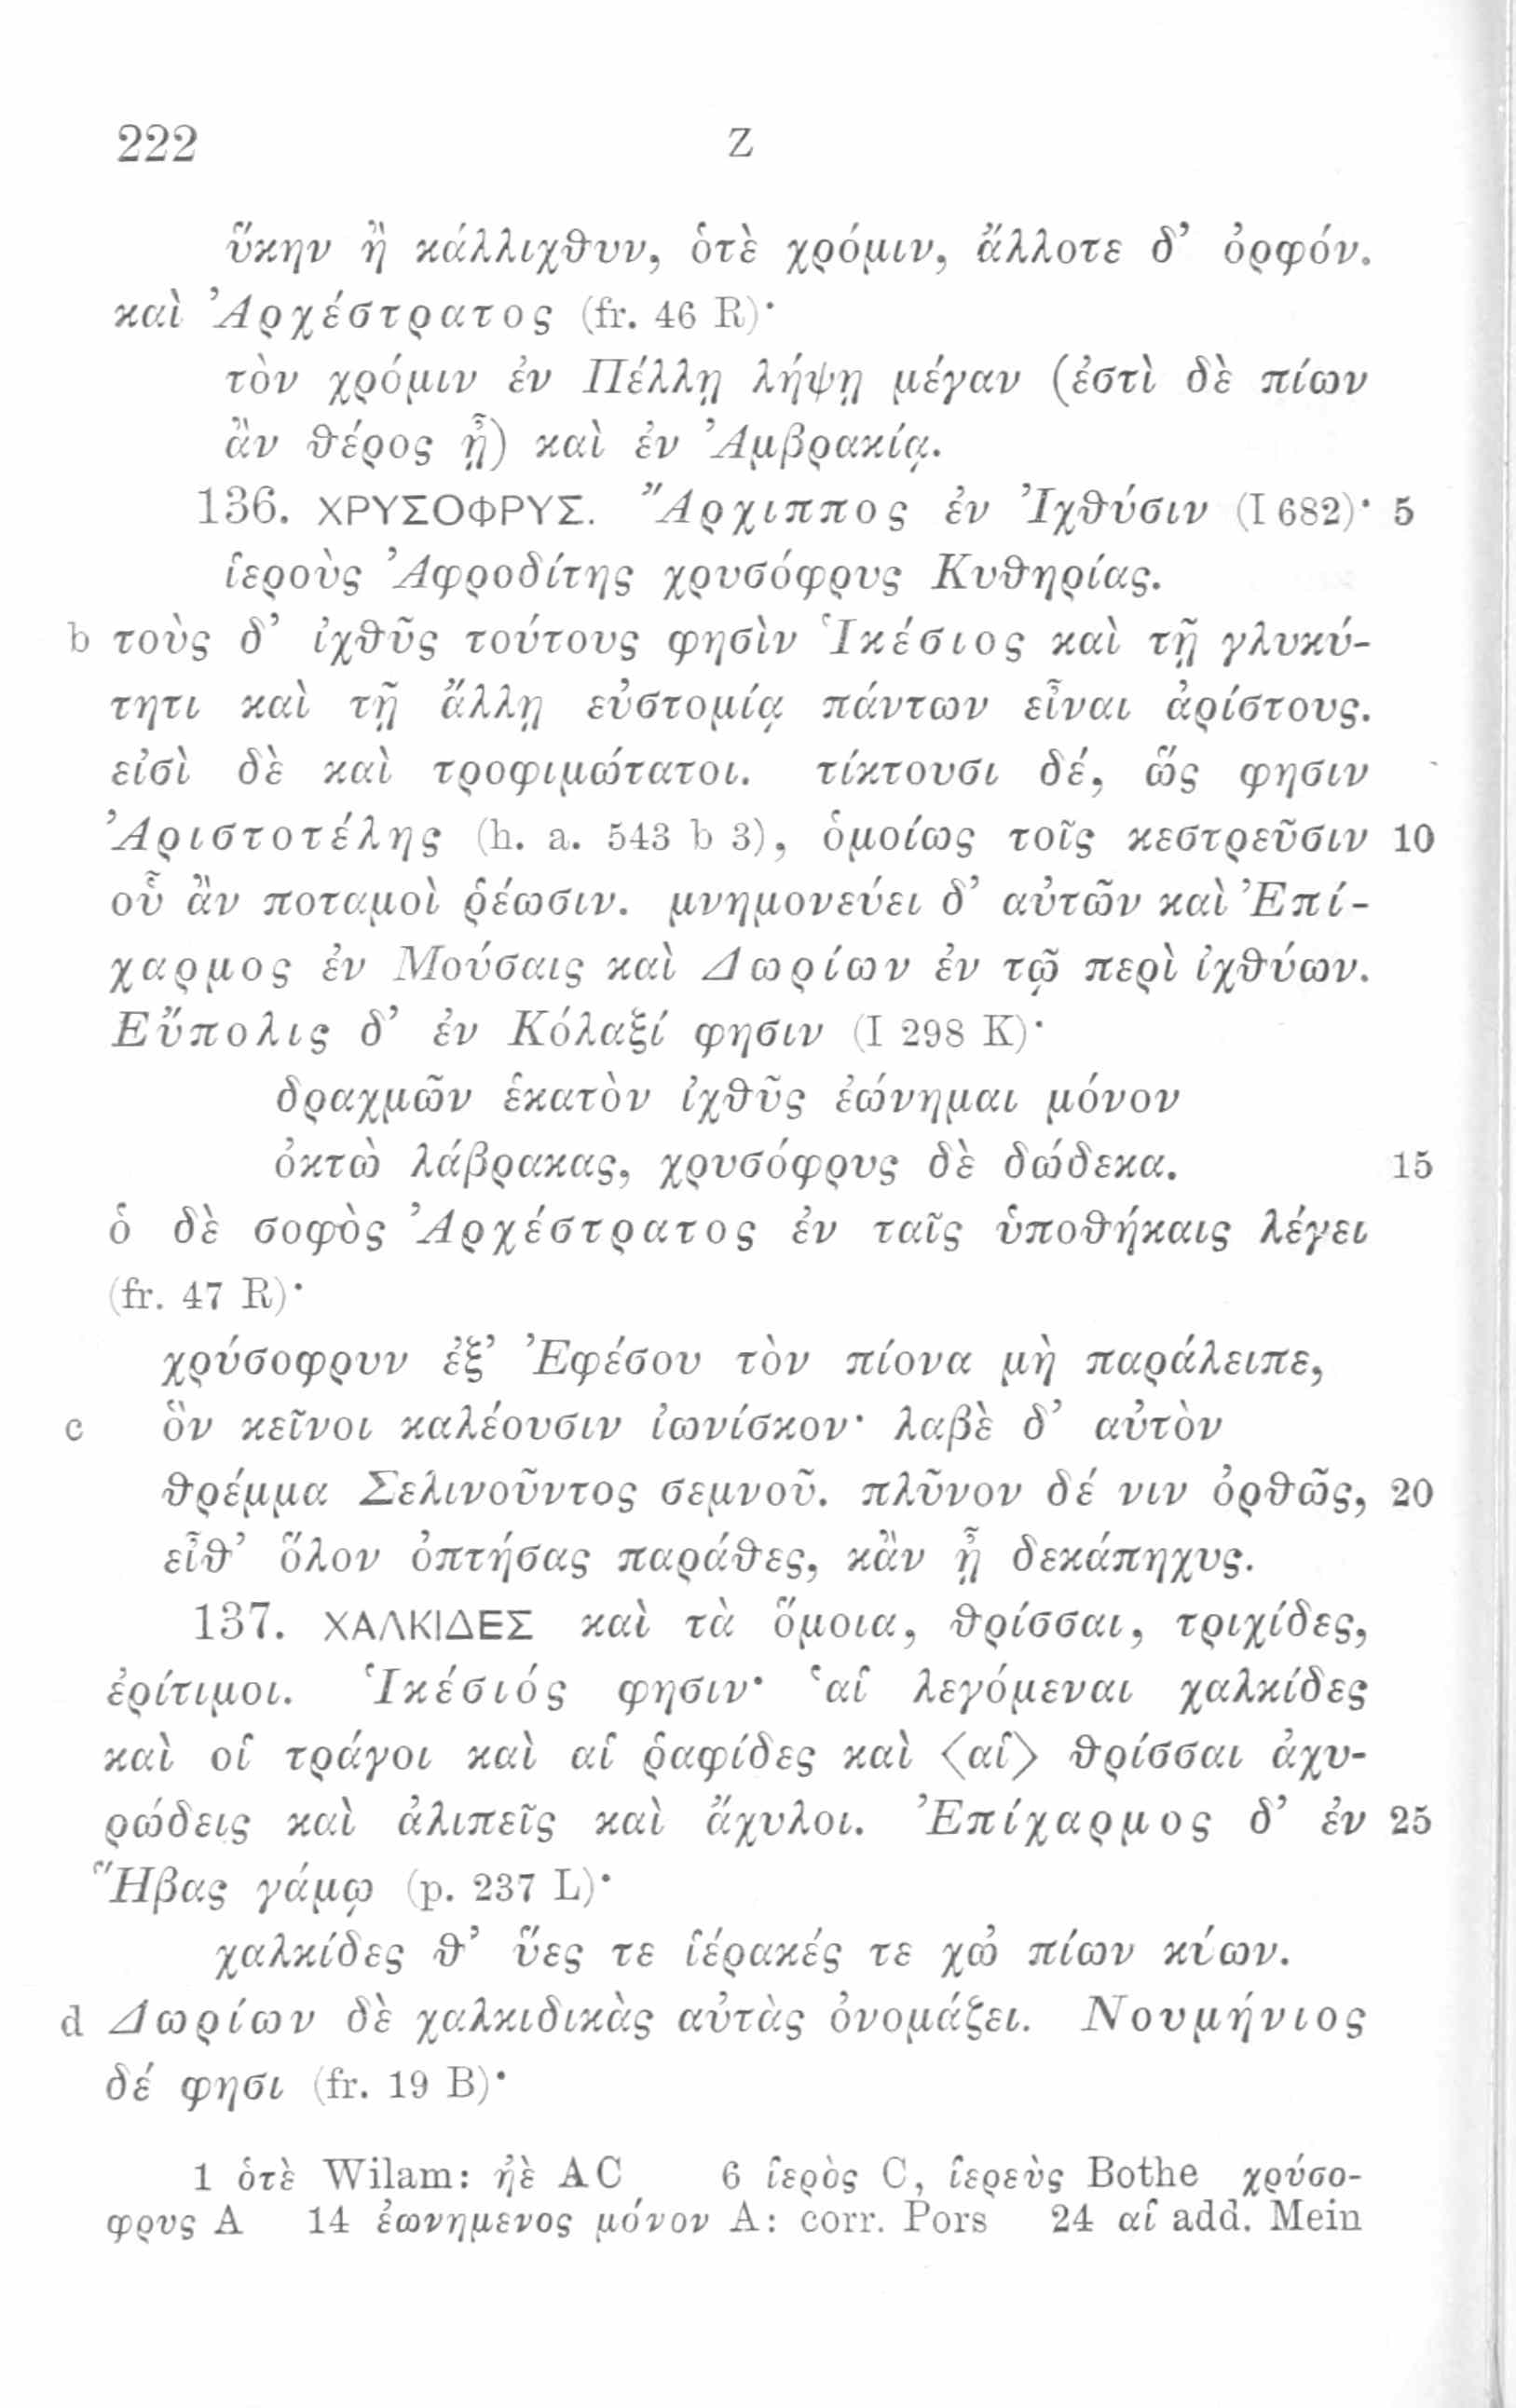 222 Z
ὕκην ἢ κάλλιχθυν, ὁτὲ χρόμιν, ἄλλοτε δ’ ὀρφόν.
καὶ Ἀρχέστρατος (fr. 46 R)·
τὸν χρόμιν ἐν Πέλλῃ λήψῃ μέγαν (ἐστὶ δὲ πίων
ἂν θέρος ᾖ) καὶ ἐν Ἀμβρακίᾳ.
136. ΧΡΥΣΟΦΡΥΣ. Ἄρχιππος ἐν Ἰχθύσιν (I 682)· 5
ἱεροὺς Ἀφροδίτης χρυσόφρυς Κυθηρίας.
b τοὺς δ’ ἰχθῦς τούτους φησὶν Ἱκέσιος καὶ τῇ γλυκύ-
τητι καὶ τῇ ἄλλῃ εὐστομίᾳ πάντων εἶναι ἀρίστους.
εἰσὶ δὲ καὶ τροφιμώτατοι. τίκτουσι δέ, ὥς φησιν
Ἀριστοτέλης (h. a. 543 b 3), ὁμοίως τοῖς κεστρεῦσιν 10
οὗ ἂν ποταμοὶ ῥέωσιν. μνημονεύει δ’ αὐτῶν καὶ Ἐπί-
χαρμος ἐν Μούσαις καὶ Δωρίων ἐν τῷ περὶ ἰχθύων.
Εὔπολις δ’ ἐν Κόλαξί φησιν (I 298 K)·
δραχμῶν ἑκατὸν ἰχθῦς ἐώνημαι μόνον
ὀκτὼ λάβρακας, χρυσόφρυς δὲ δώδεκα. 15
ὁ δὲ σοφὸς Ἀρχέστρατος ἐν ταῖς ὑποθήκαις λέγει
(fr. 47 R)·
χρύσοφρυν ἐξ’ Ἐφέσου τὸν πίονα μὴ παράλειπε,
c ὃν κεῖνοι καλέουσιν ἰωνίσκον· λαβὲ δ’ αὐτὸν
θρέμμα Σελινοῦντος σεμνοῦ. πλῦνον δέ νιν ὀρθῶς, 20
εἶθ’ ὅλον ὀπτήσας παράθες, κἂν ᾖ δεκάπηχυς.
137. ΧΑΛΚΙΔΕΣ καὶ τὰ ὅμοια, θρίσσαι, τριχίδες,
ἐρίτιμοι. Ἱκέσιός φησιν· ‘αἱ λεγόμεναι χαλκίδες
καὶ οἱ τράγοι καὶ αἱ ῥαφίδες καὶ 〈αἱ〉 θρίσσαι ἀχυ-
ρώδεις καὶ ἀλιπεῖς καὶ ἄχυλοι. Ἐπίχαρμος δ’ ἐν 25
Ἥβας γάμῳ (p. 237 L)·
χαλκίδες θ’ ὕες τε ἱέρακές τε χὠ πίων κύων.
d Δωρίων δὲ χαλκιδικὰς αὐτὰς ὀνομάζει. Νουμήνιος
δέ φησι (fr. 19 B)·
1 ὁτὲ Wilam: ἠὲ AC 6 ἱερὸς C, ἱερεὺς Bothe χρύσο-
φρυς A 14 ἐωνημένος μόνον A: corr. Pors 24 αἱ add. Mein